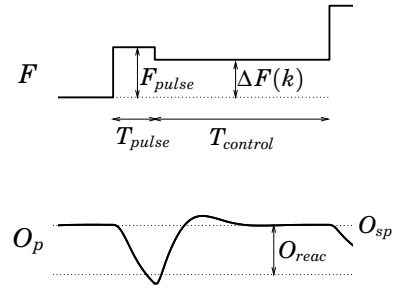 F
F_pulse
ΔF(k)
T_pulse
T_control
O_p
O_sp
O_reac